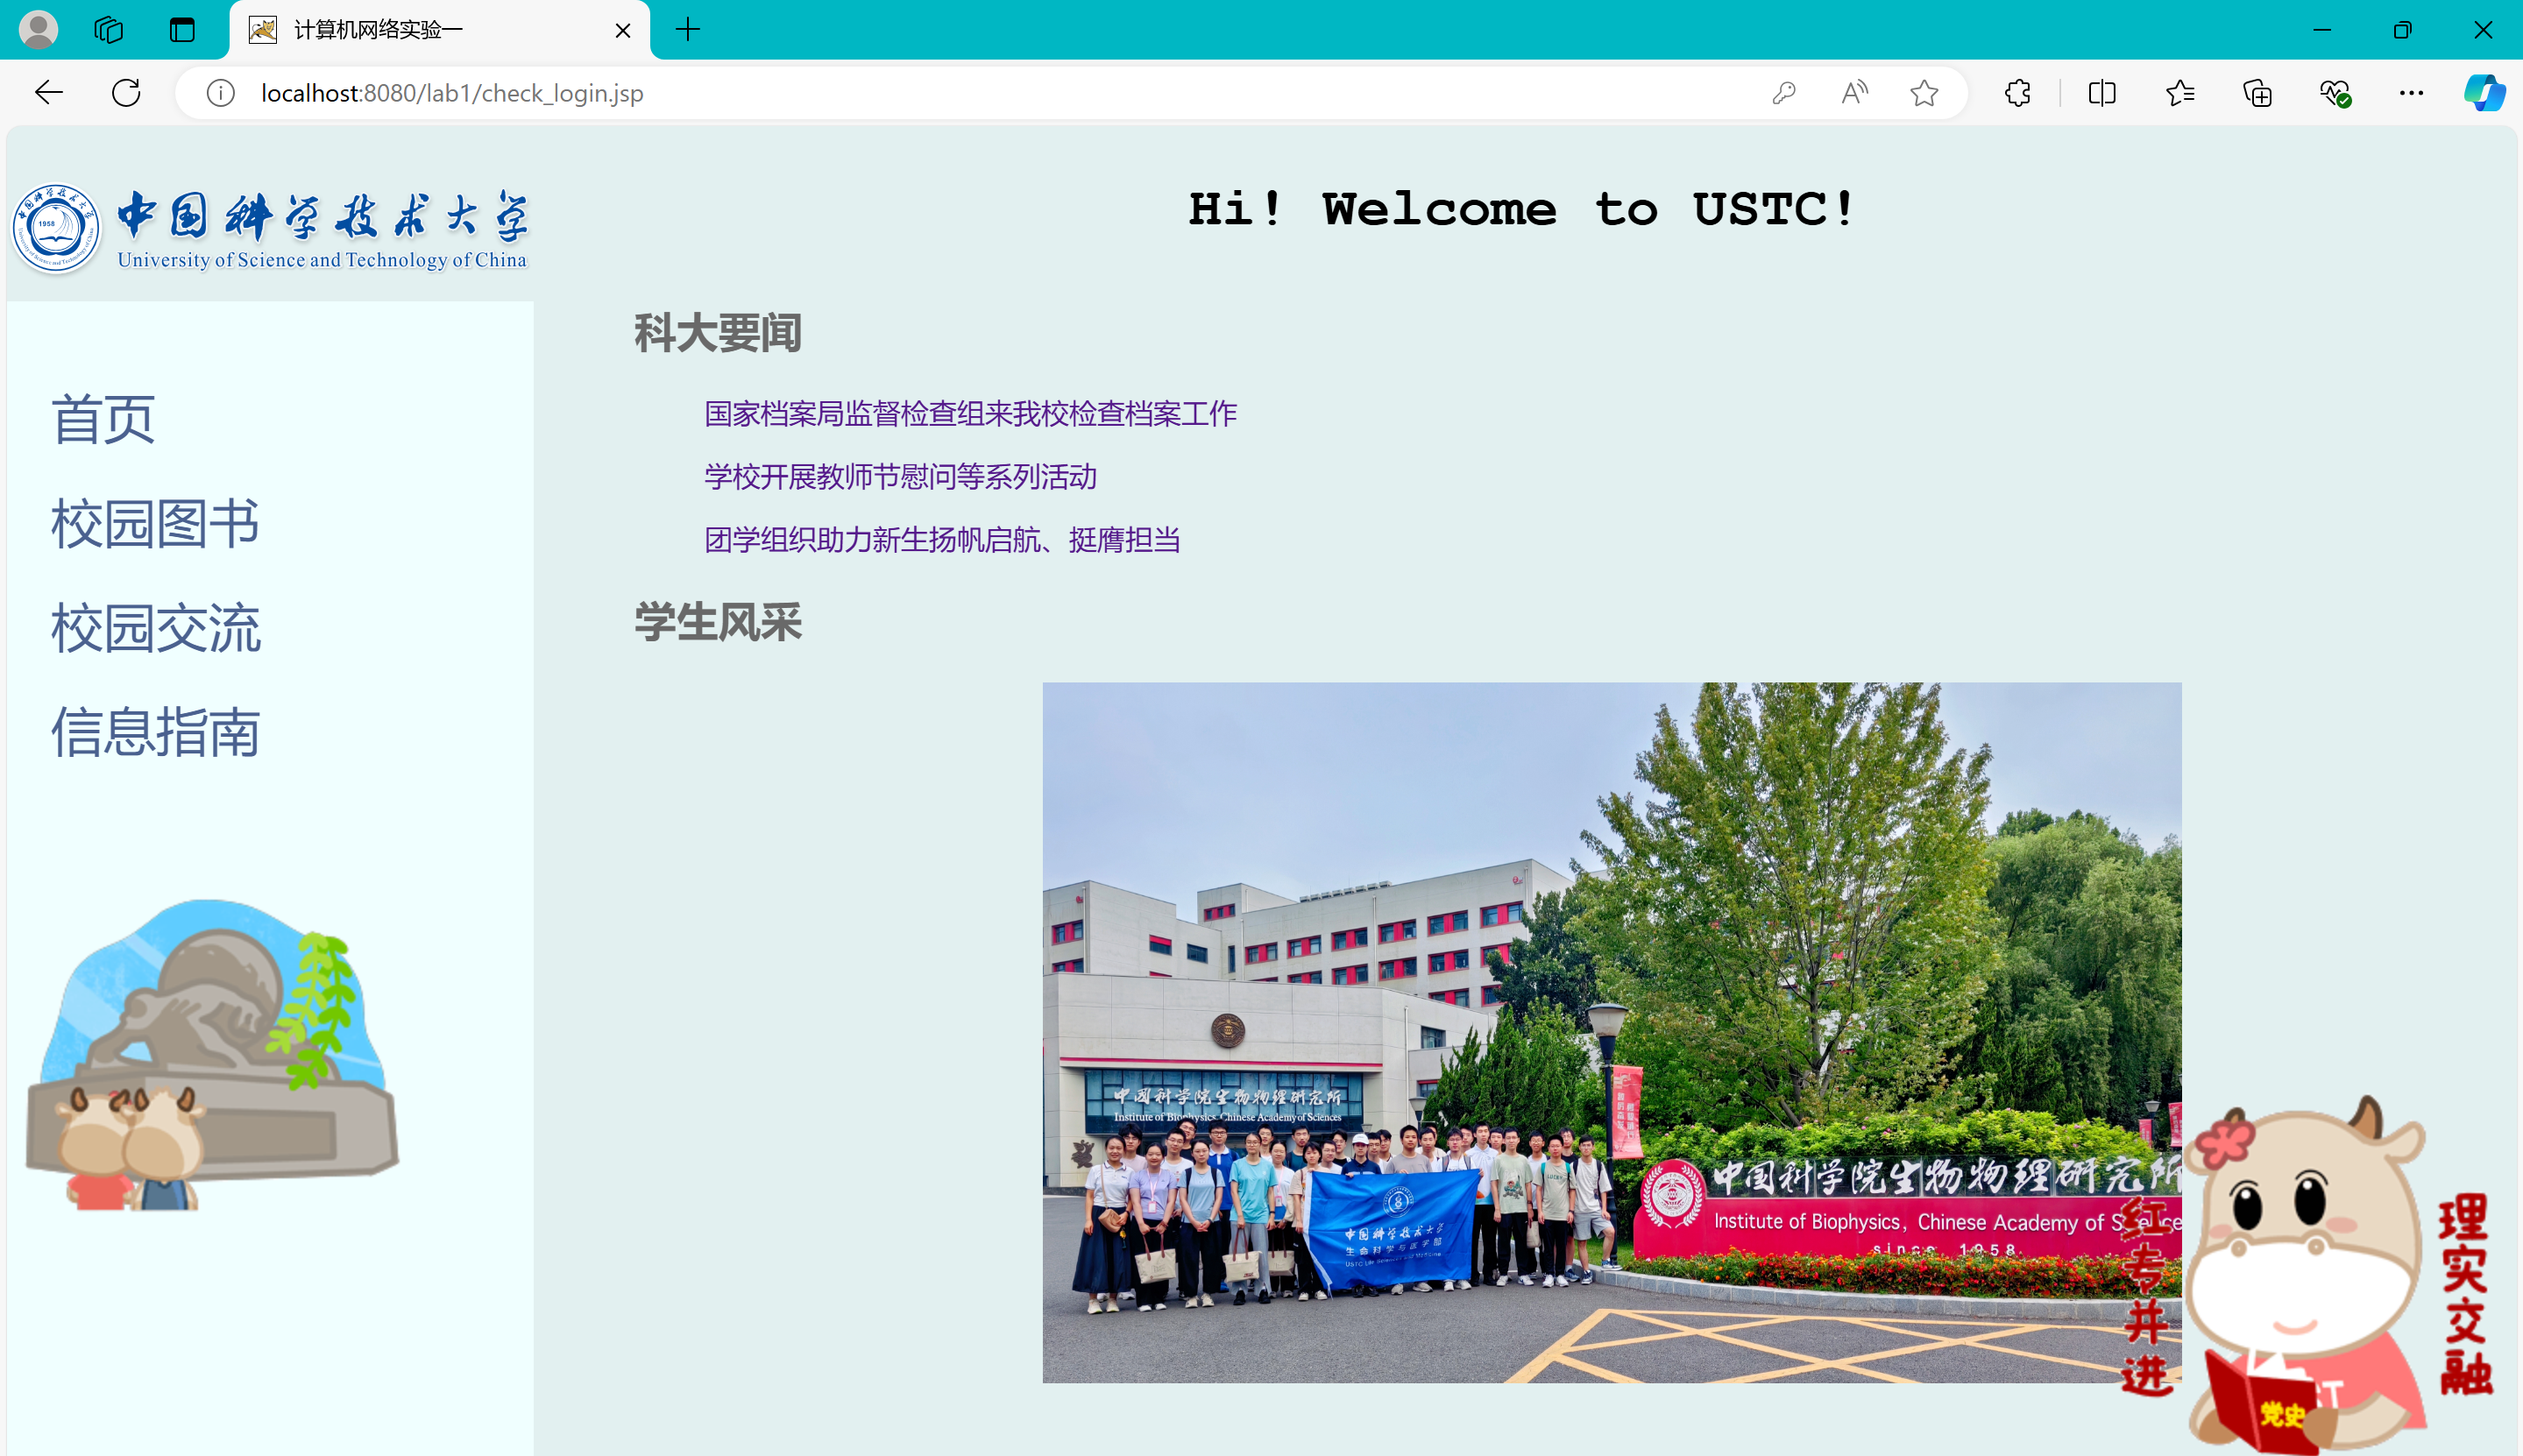 计算机网络实验一
localhost:8080/lab1/check_login.jsp
中国科学技术大学
University of Science and Technology of China
1958
Hi! Welcome to USTC!
首页
校园图书
校园交流
信息指南
科大要闻
国家档案局监督检查组来我校检查档案工作
学校开展教师节慰问等系列活动
团学组织助力新生扬帆启航、挺膺担当
学生风采
中国科学院生物物理研究所
Institute of Biophysics, Chinese Academy of Sciences
中国科学技术大学
生命科学与医学部
中国科学院生物物理研究所
Institute of Biophysics, Chinese Academy of
since 1958
红专并进
理实交融
党史